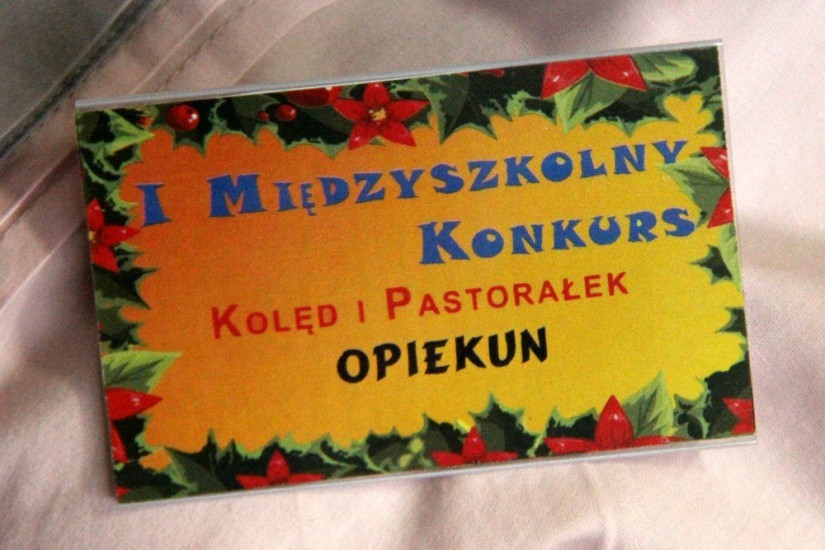 I MIĘDZYSZKOLNY
KONKURS
KOLĘD I PASTORAŁEK
OPIEKUN